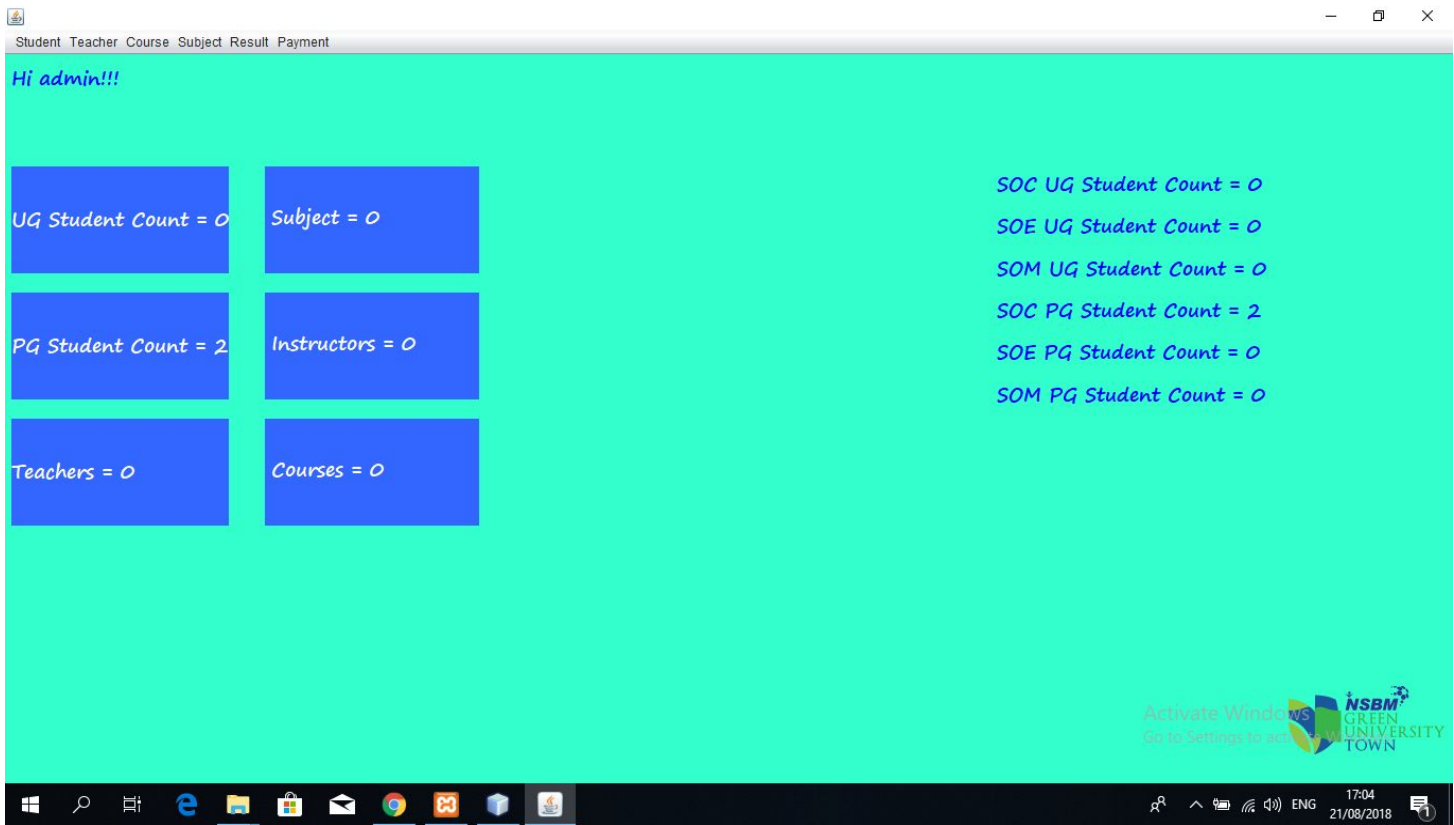 Student Teacher Course Subject Result Payment
Hi admin!!!
UG Student Count = 0
Subject = 0
PG Student Count = 2
Instructors = 0
Teachers = 0
Courses = 0
SOC UG Student Count = 0
SOE UG Student Count = 0
SOM UG Student Count = 0
SOC PG Student Count = 2
SOE PG Student Count = 0
SOM PG Student Count = 0
Activate Windows
Go to Settings to
NSBM
GREEN
UNIVERSITY
TOWN
ENG
17:04
21/08/2018
1